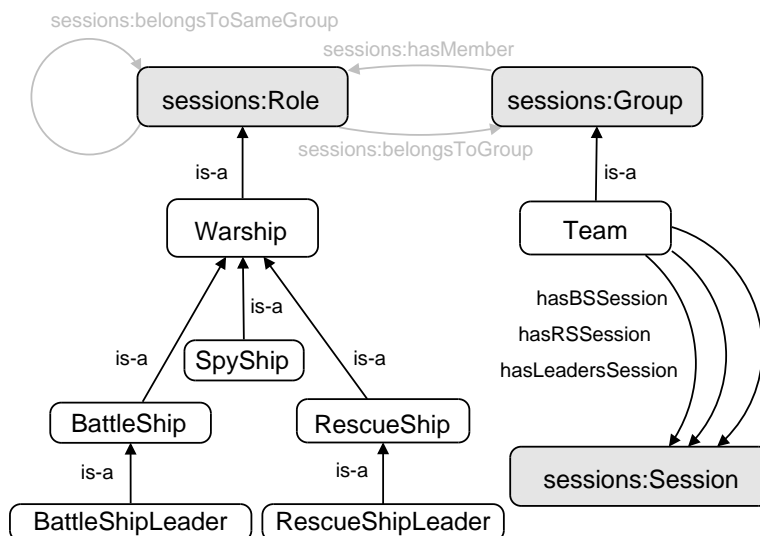 sessions:belongsToSameGroup
sessions:hasMember
sessions:Role
sessions:Group
sessions:belongsToGroup
is-a
is-a
Warship
Team
hasBSSession
is-a
hasRSSession
is-a
is-a
SpyShip
hasLeadersSession
BattleShip
RescueShip
is-a
is-a
sessions:Session
BattleShipLeader
RescueShipLeader